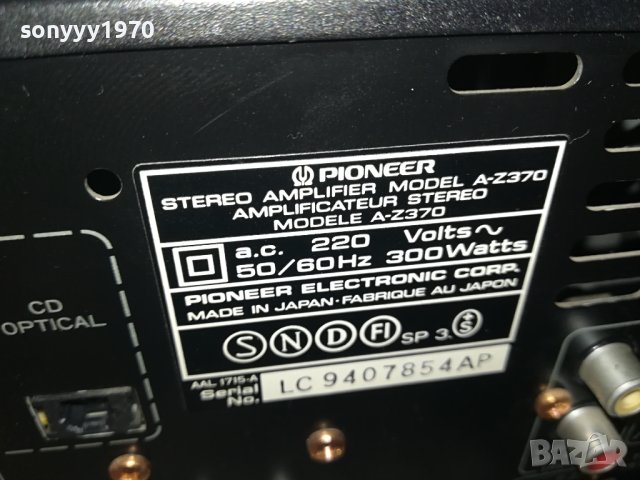 sonyyy1970
PIONEER
STEREO AMPLIFIER MODEL A-Z370
AMPLIFICATEUR STEREO
MODELE A-Z370
a.c. 220 Volts~
50/60Hz 300Watts
PIONEER ELECTRONIC CORP.
MADE IN JAPAN·FABRIQUE AU JAPON
S N D FI SP 3. S
CD
OPTICAL
AAL 1715-A
Serial No. LC 9407854AP
BAZAR